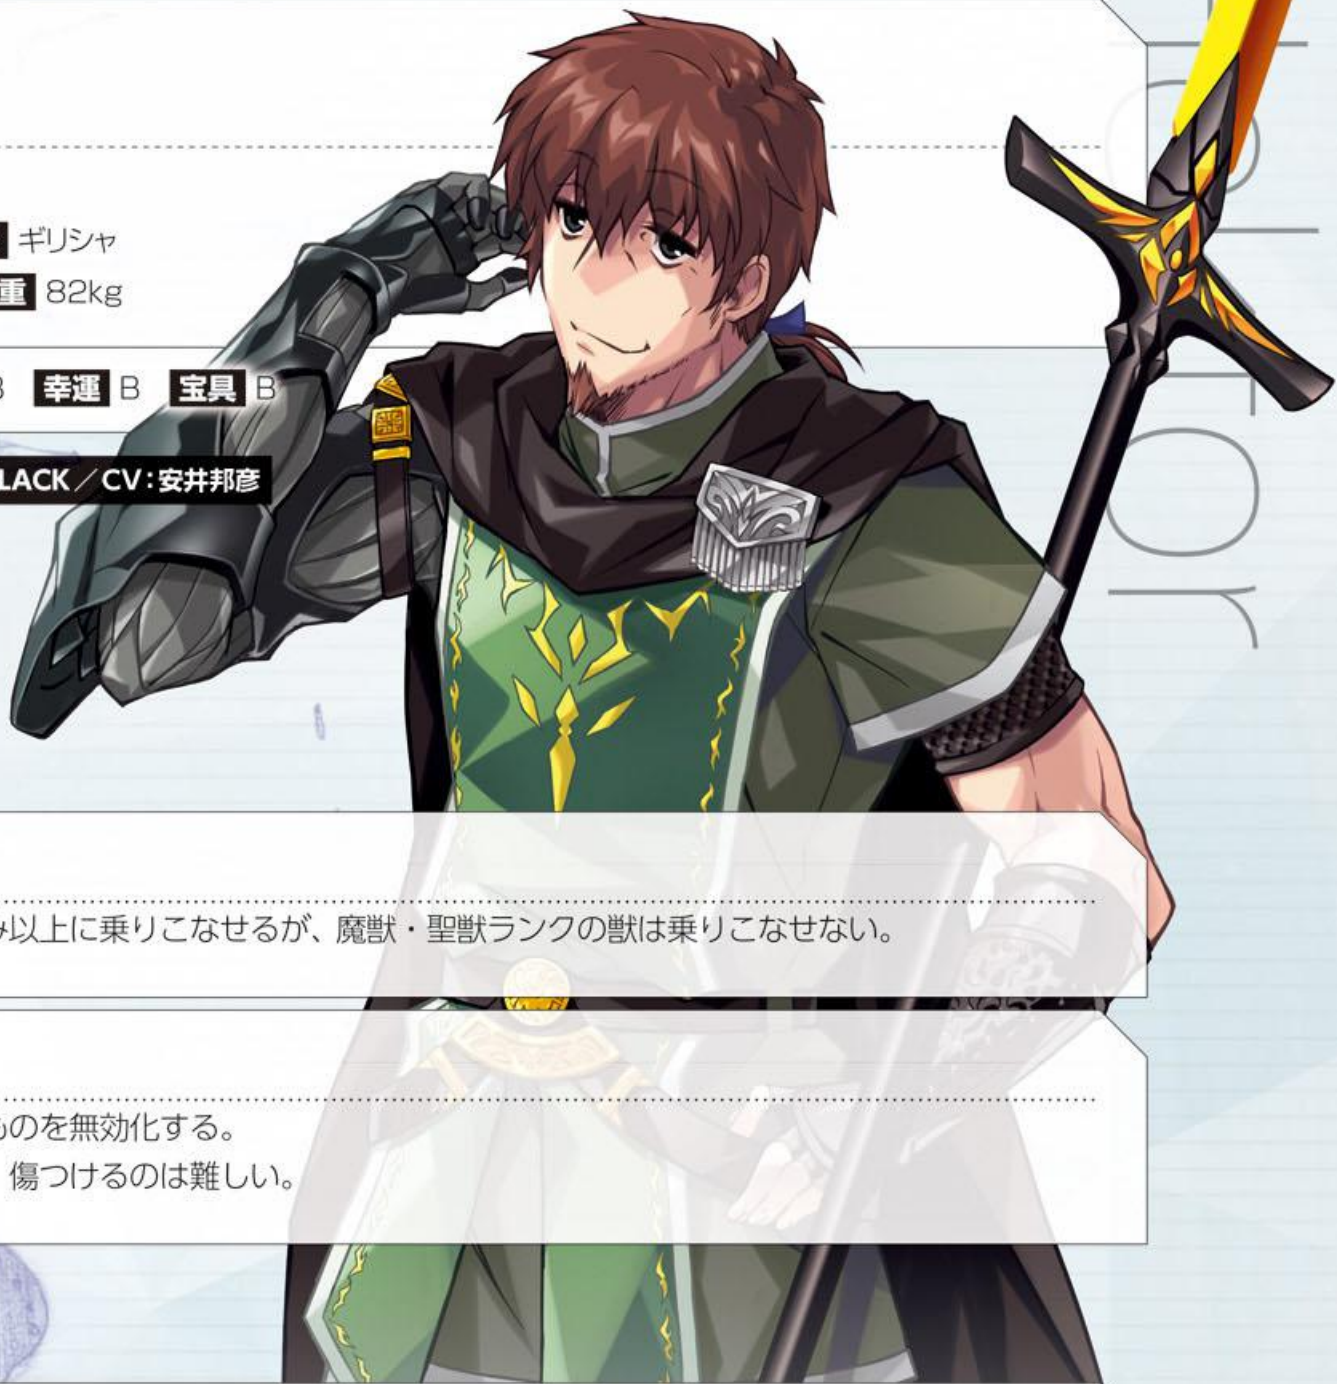 ギリシャ
重 82kg
B 幸運 B 宝具 B
LACK／CV：安井邦彦
以上に乗りこなせるが、魔獣・聖獣ランクの獣は乗りこなせない。
ものを無効化する。
傷つけるのは難しい。
tor